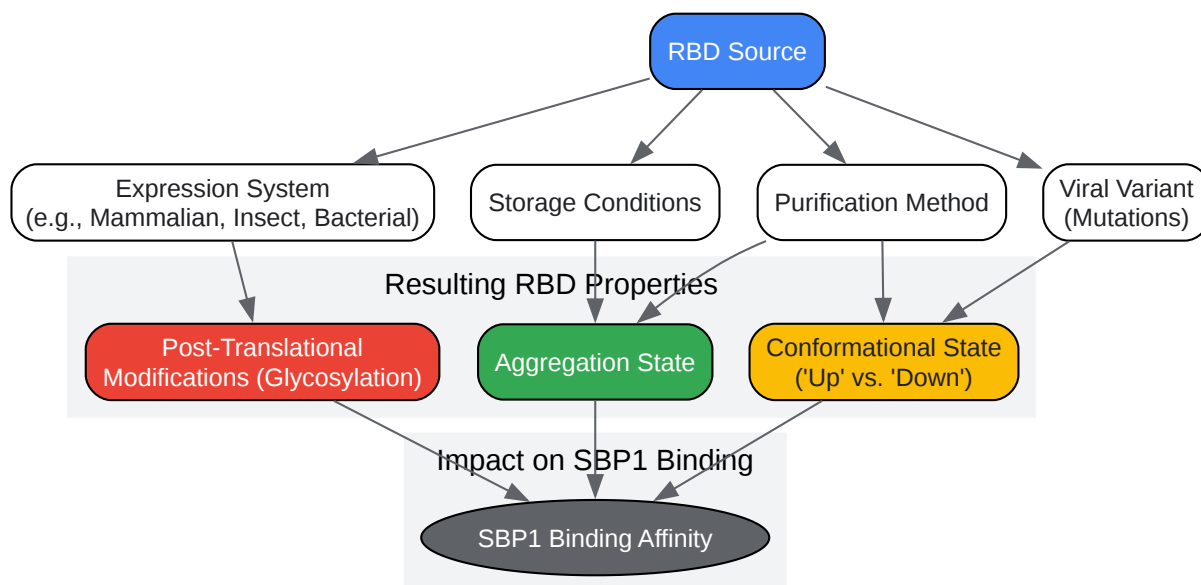 RBD Source
Expression System
(e.g., Mammalian, Insect, Bacterial)
Storage Conditions
Purification Method
Viral Variant
(Mutations)
Resulting RBD Properties
Post-Translational
Modifications (Glycosylation)
Aggregation State
Conformational State
('Up' vs. 'Down')
Impact on SBP1 Binding
SBP1 Binding Affinity